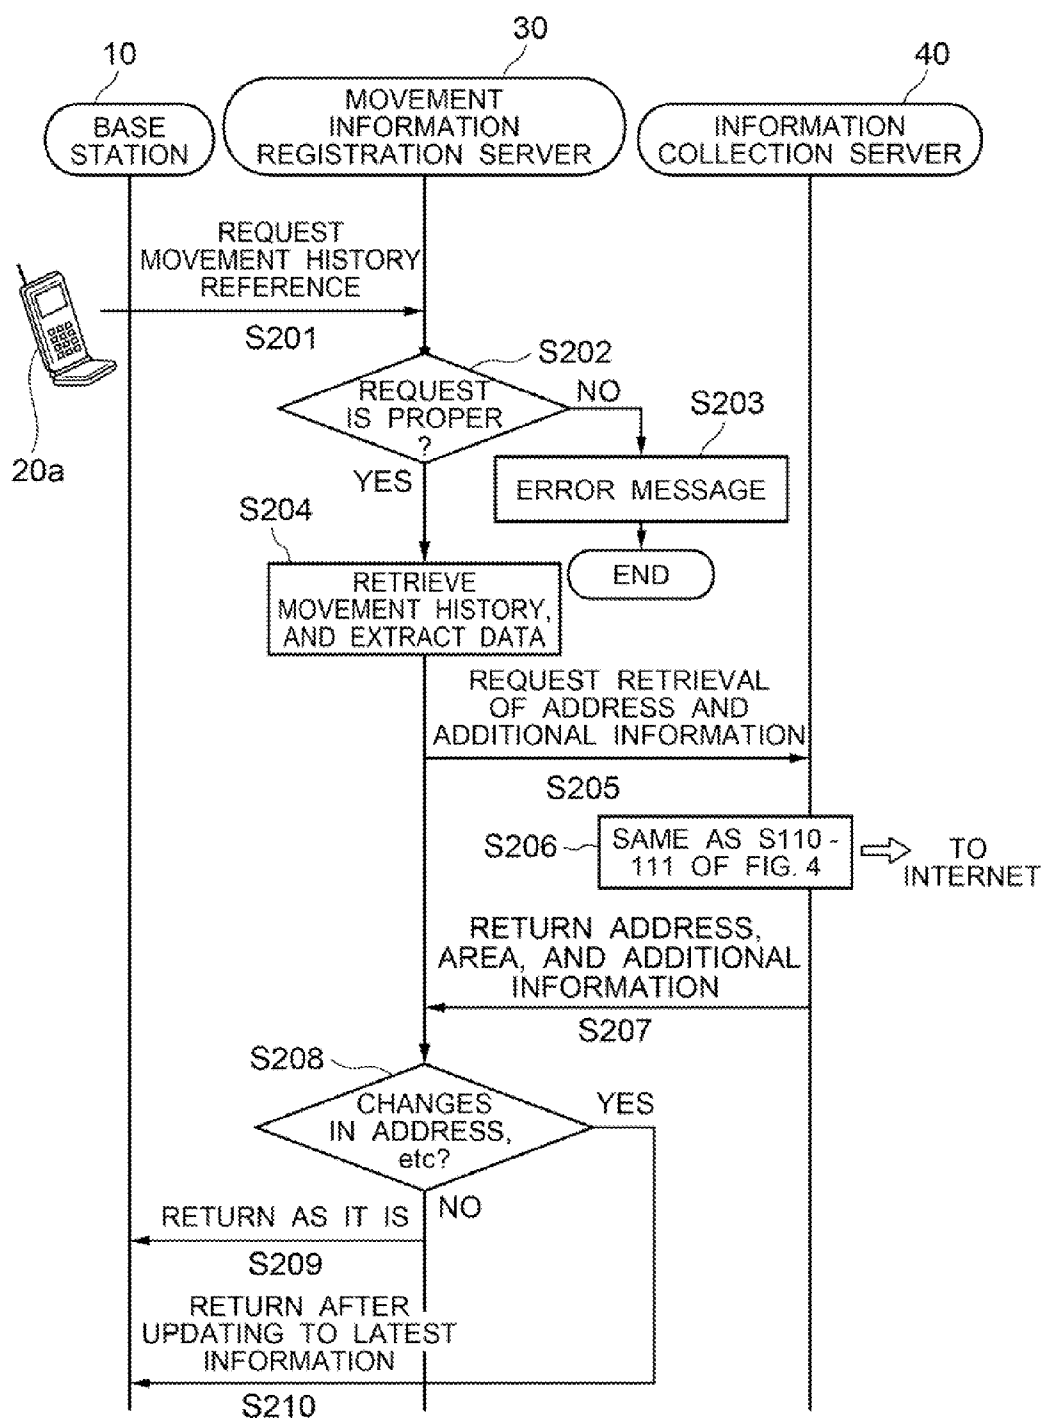 10
30
40
BASE
STATION
MOVEMENT
INFORMATION
REGISTRATION SERVER
INFORMATION
COLLECTION SERVER
REQUEST
MOVEMENT HISTORY
REFERENCE
S201
20a
S202
REQUEST
IS PROPER
?
NO
YES
S203
ERROR MESSAGE
END
S204
RETRIEVE
MOVEMENT HISTORY,
AND EXTRACT DATA
REQUEST RETRIEVAL
OF ADDRESS AND
ADDITIONAL INFORMATION
S205
S206
SAME AS S110-
111 OF FIG. 4
TO
INTERNET
RETURN ADDRESS,
AREA, AND ADDITIONAL
INFORMATION
S207
S208
CHANGES
IN ADDRESS,
etc?
YES
NO
RETURN AS IT IS
S209
RETURN AFTER
UPDATING TO LATEST
INFORMATION
S210